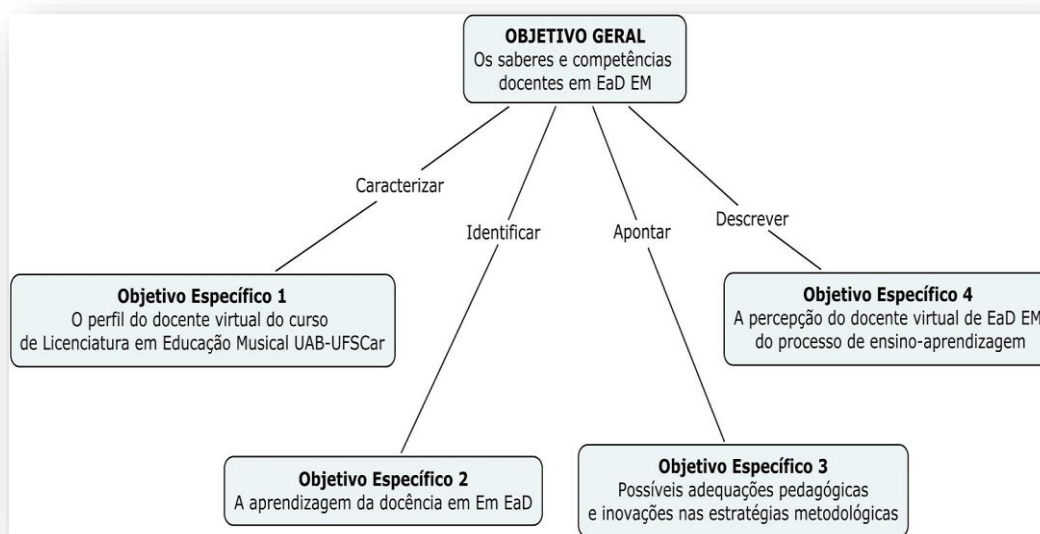 OBJETIVO GERAL
Os saberes e competências
docentes em EaD EM
Caracterizar
Identificar
Apontar
Descrever
Objetivo Específico 1
O perfil do docente virtual do curso
de Licenciatura em Educação Musical UAB-UFSCar
Objetivo Específico 4
A percepção do docente virtual de EaD EM
do processo de ensino-aprendizagem
Objetivo Específico 2
A aprendizagem da docência em Em EaD
Objetivo Específico 3
Possíveis adequações pedagógicas
e inovações nas estratégias metodológicas